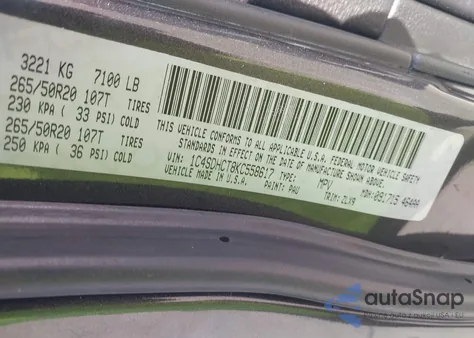 3221 KG 7100 LB
265/50R20 107T TIRES
230 KPA ( 33 PSI) COLD
265/50R20 107T TIRES
250 KPA ( 36 PSI) COLD
THIS VEHICLE CONFORMS TO ALL APPLICABLE U.S.A. FEDERAL MOTOR VEHICLE SAFETY
STANDARDS IN EFFECT ON THE DATE OF MANUFACTURE SHOWN ABOVE.
VIN: 1C4SDHCT8KC558617 TYPE: MPV
VEHICLE MADE IN U.S.A. PAINT: PAU TRIM: ZLX9
autoSnap